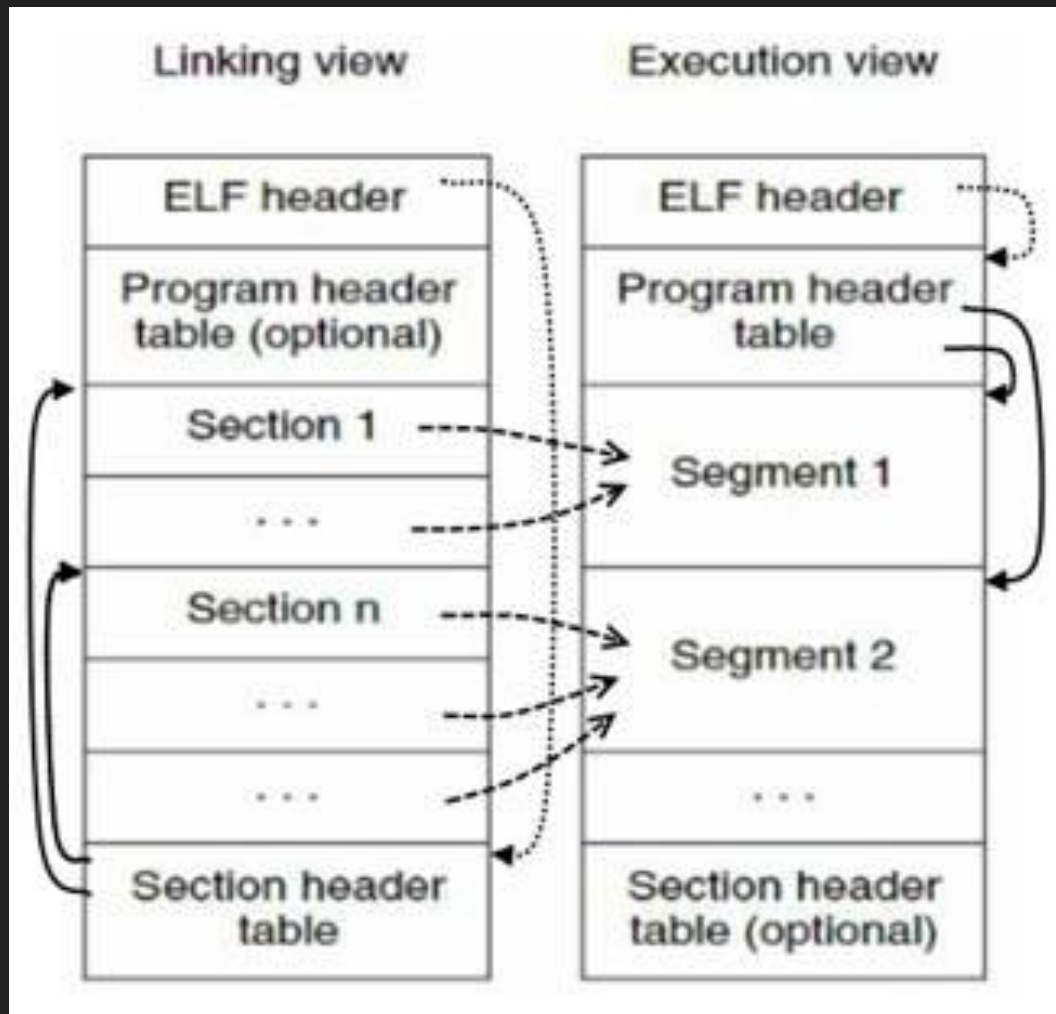 Linking view
ELF header
Program header
table (optional)
Section 1
. . .
Section n
. . .
. . .
Section header
table
Execution view
ELF header
Program header
table
Segment 1
Segment 2
. . .
Section header
table (optional)